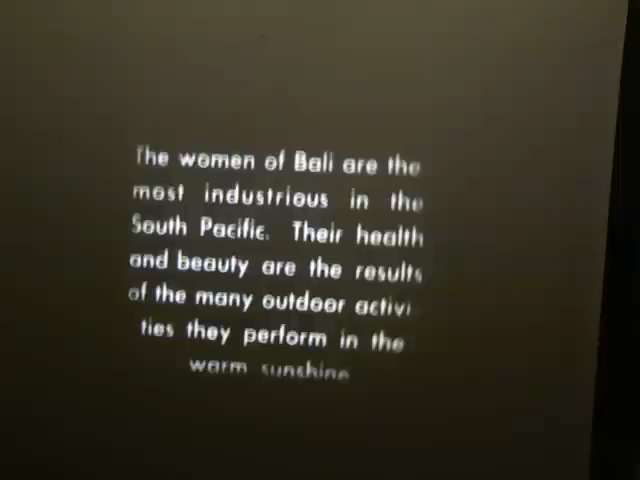 The women of Bali are the
most industrious in the
South Pacific. Their health
and beauty are the results
of the many outdoor activi
ties they perform in the
warm sunshine